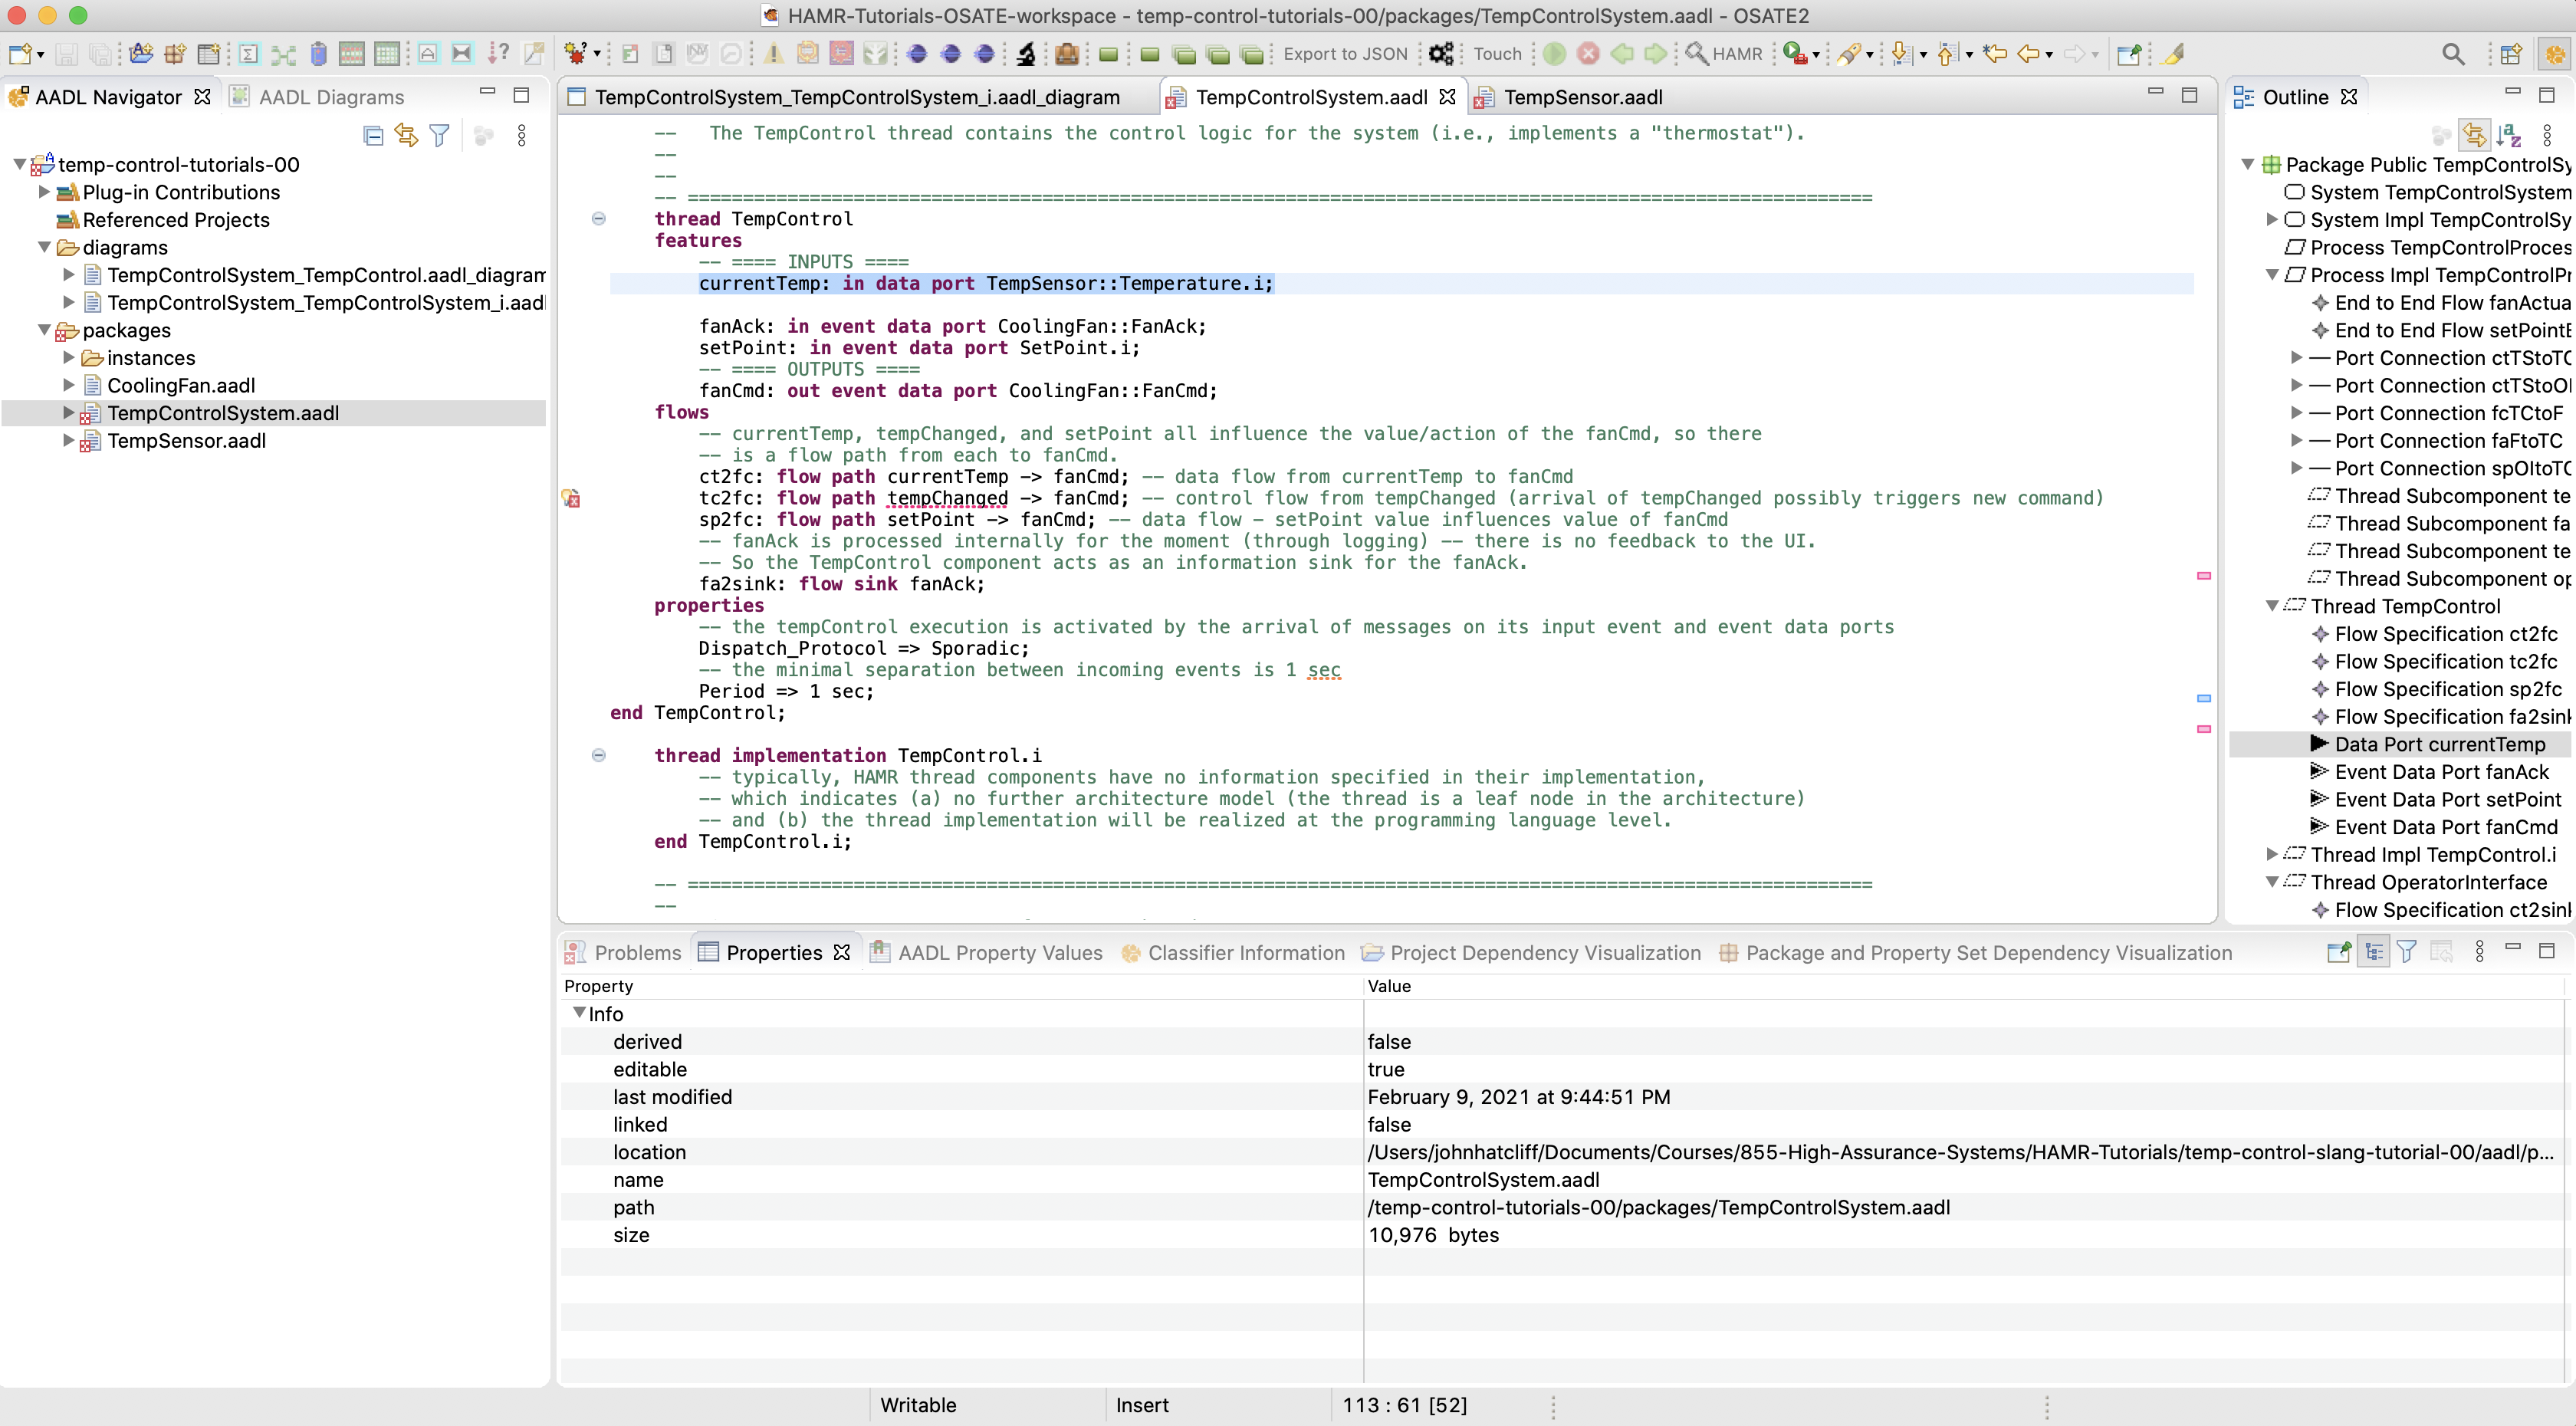 HAMR-Tutorials-OSATE-workspace - temp-control-tutorials-00/packages/TempControlSystem.aadl - OSATE2
Export to JSON
Touch
HAMR
AADL Navigator
AADL Diagrams
temp-control-tutorials-00
Plug-in Contributions
Referenced Projects
diagrams
TempControlSystem_TempControl.aadl_diagram
TempControlSystem_TempControlSystem_i.aadl
packages
instances
CoolingFan.aadl
TempControlSystem.aadl
TempSensor.aadl
TempControlSystem_TempControlSystem_i.aadl_diagram
TempControlSystem.aadl
TempSensor.aadl
-- The TempControl thread contains the control logic for the system (i.e., implements a "thermostat").
--
--
-- ===========================================================================================================
thread TempControl
features
-- ==== INPUTS ====
currentTemp: in data port TempSensor::Temperature.i;
fanAck: in event data port CoolingFan::FanAck;
setPoint: in event data port SetPoint.i;
-- ==== OUTPUTS ====
fanCmd: out event data port CoolingFan::FanCmd;
flows
-- currentTemp, tempChanged, and setPoint all influence the value/action of the fanCmd, so there
-- is a flow path from each to fanCmd.
ct2fc: flow path currentTemp -> fanCmd; -- data flow from currentTemp to fanCmd
tc2fc: flow path tempChanged -> fanCmd; -- control flow from tempChanged (arrival of tempChanged possibly triggers new command)
sp2fc: flow path setPoint -> fanCmd; -- data flow - setPoint value influences value of fanCmd
-- fanAck is processed internally for the moment (through logging) -- there is no feedback to the UI.
-- So the TempControl component acts as an information sink for the fanAck.
fa2sink: flow sink fanAck;
properties
-- the tempControl execution is activated by the arrival of messages on its input event and event data ports
Dispatch_Protocol => Sporadic;
-- the minimal separation between incoming events is 1 sec
Period => 1 sec;
end TempControl;
thread implementation TempControl.i
-- typically, HAMR thread components have no information specified in their implementation,
-- which indicates (a) no further architecture model (the thread is a leaf node in the architecture)
-- and (b) the thread implementation will be realized at the programming language level.
end TempControl.i;
-- ===========================================================================================================
--
Outline
Package Public TempControlSy
System TempControlSystem
System Impl TempControlSy
Process TempControlProces
Process Impl TempControlPr
End to End Flow fanActua
End to End Flow setPointE
Port Connection ctTStoTC
Port Connection ctTStoOI
Port Connection fcTCtoF
Port Connection faFtoTC
Port Connection spOItoTC
Thread Subcomponent te
Thread Subcomponent fa
Thread Subcomponent te
Thread Subcomponent op
Thread TempControl
Flow Specification ct2fc
Flow Specification tc2fc
Flow Specification sp2fc
Flow Specification fa2sink
Data Port currentTemp
Event Data Port fanAck
Event Data Port setPoint
Event Data Port fanCmd
Thread Impl TempControl.i
Thread OperatorInterface
Flow Specification ct2sink
Problems
Properties
AADL Property Values
Classifier Information
Project Dependency Visualization
Package and Property Set Dependency Visualization
Property Value
Info
derived false
editable true
last modified February 9, 2021 at 9:44:51 PM
linked false
location /Users/johnhatcliff/Documents/Courses/855-High-Assurance-Systems/HAMR-Tutorials/temp-control-slang-tutorial-00/aadl/p...
name TempControlSystem.aadl
path /temp-control-tutorials-00/packages/TempControlSystem.aadl
size 10,976 bytes
Writable
Insert
113 : 61 [52]